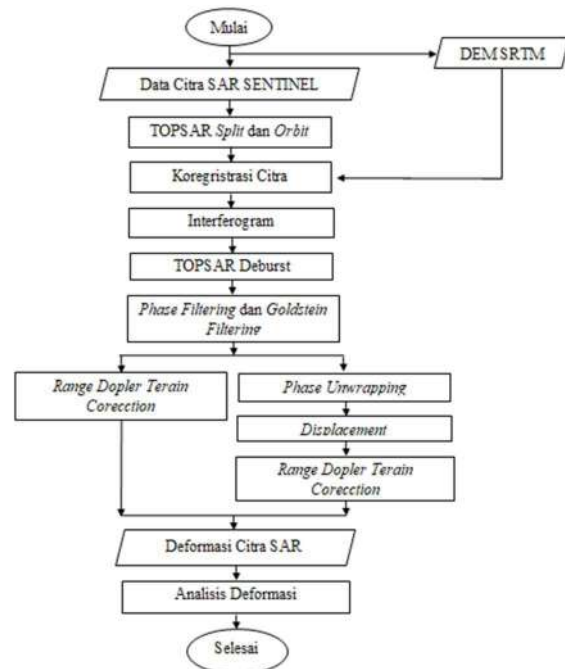 Mulai
DEM SRTM
Data Citra SAR SENTINEL
TOPSAR Split dan Orbit
Koregristrasi Citra
Interferogram
TOPSAR Deburst
Phase Filtering dan Goldstein
Filtering
Range Dopler Terain
Corecction
Phase Unwrapping
Displacement
Range Dopler Terain
Corecction
Deformasi Citra SAR
Analisis Deformasi
Selesai